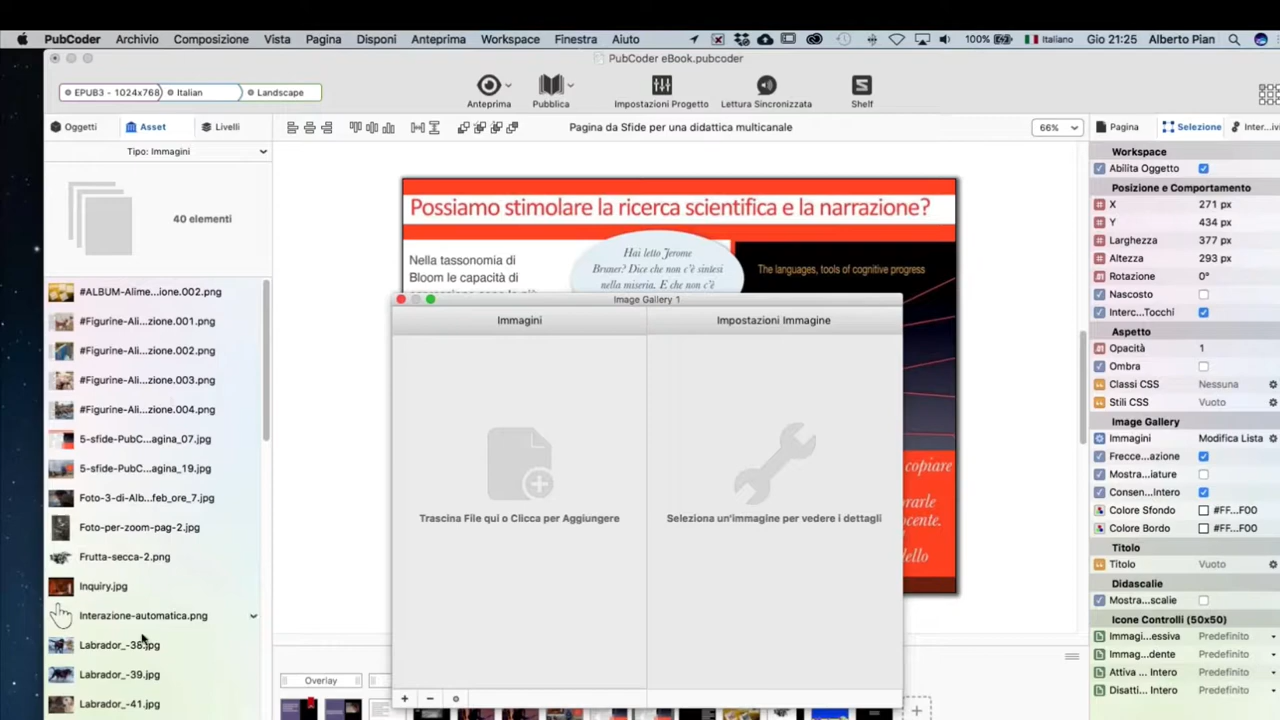 PubCoder Archivio Composizione Vista Pagina Disponi Anteprima Workspace Finestra Aiuto 100% Italiano Gio 21:25 Alberto Pian
PubCoder eBook.pubcoder
EPUB3 - 1024x768 Italian Landscape
Anteprima Pubblica Impostazioni Progetto Lettura Sincronizzata Shelf
Oggetti Asset Livelli
Pagina da Sfide per una didattica multicanale
66%
Pagina Selezione Inter...ivi
Tipo: Immagini
40 elementi
#ALBUM-Alime...ione.002.png
#Figurine-Ali...zione.001.png
#Figurine-Ali...zione.002.png
#Figurine-Ali...zione.003.png
#Figurine-Ali...zione.004.png
5-sfide-PubC...agina_07.jpg
5-sfide-PubC...agina_19.jpg
Foto-3-di-Alb...feb_ore_7.jpg
Foto-per-zoom-pag-2.jpg
Frutta-secca-2.png
Inquiry.jpg
Interazione-automatica.png
Labrador_-38.jpg
Labrador_-39.jpg
Labrador_-41.jpg
Possiamo stimolare la ricerca scientifica e la narrazione?
Nella tassonomia di
Bloom le capacità di
Hai letto Jerome
Bruner? Dice che non c'è sintesi
nella miseria. E che non c'è
The languages, tools of cognitive progress
copiare
orarle
ocente.
dello
Image Gallery 1
Immagini
Impostazioni Immagine
Trascina File qui o Clicca per Aggiungere
Seleziona un'immagine per vedere i dettagli
Overlay
Workspace
Abilita Oggetto
Posizione e Comportamento
X 271 px
Y 434 px
Larghezza 377 px
Altezza 293 px
Rotazione 0°
Nascosto
Interc...Tocchi
Aspetto
Opacità 1
Ombra
Classi CSS Nessuna
Stili CSS Vuoto
Image Gallery
Immagini Modifica Lista
Frecce...azione
Mostra...iature
Consen...Intero
Colore Sfondo #FF...F00
Colore Bordo #FF...F00
Titolo
Titolo Vuoto
Didascalie
Mostra...scalie
Icone Controlli (50x50)
Immagi...essiva Predefinito
Immag...dente Predefinito
Attiva ... Intero Predefinito
Disatti... Intero Predefinito